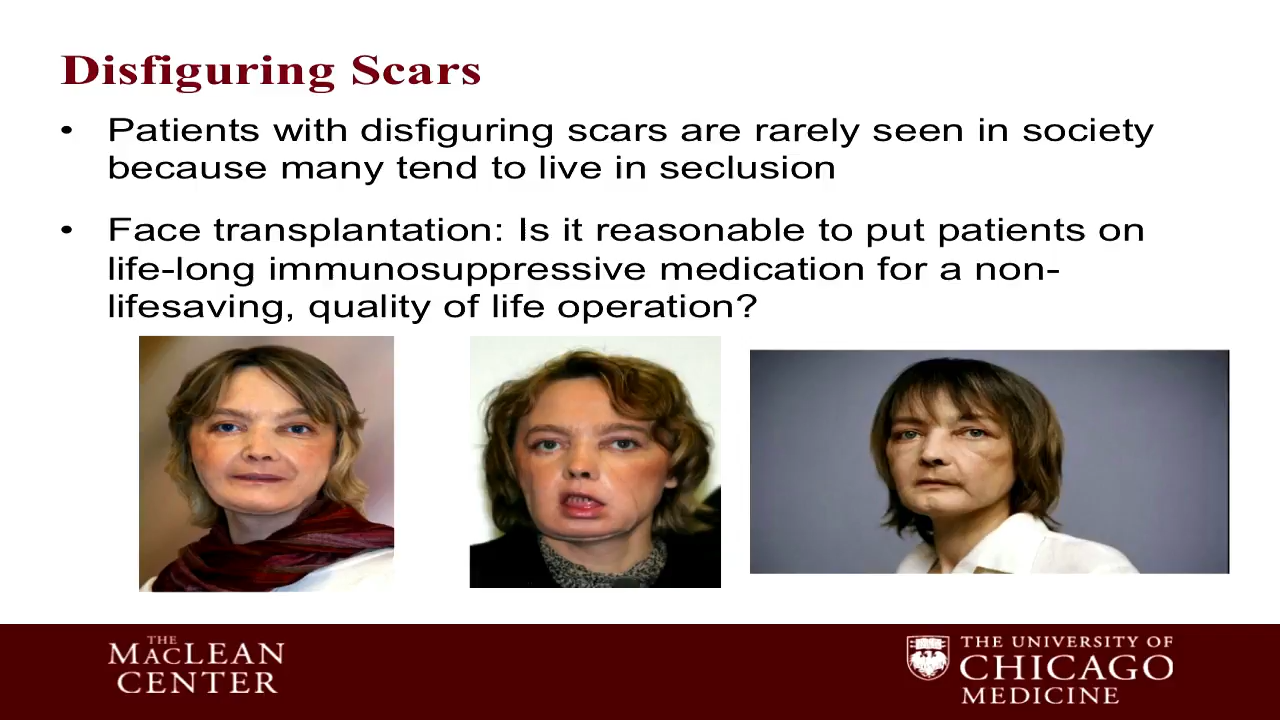 Disfiguring Scars
• Patients with disfiguring scars are rarely seen in society
because many tend to live in seclusion
• Face transplantation: Is it reasonable to put patients on
life-long immunosuppressive medication for a non-
lifesaving, quality of life operation?
THE
MACLEAN
CENTER
THE UNIVERSITY OF
CHICAGO
MEDICINE